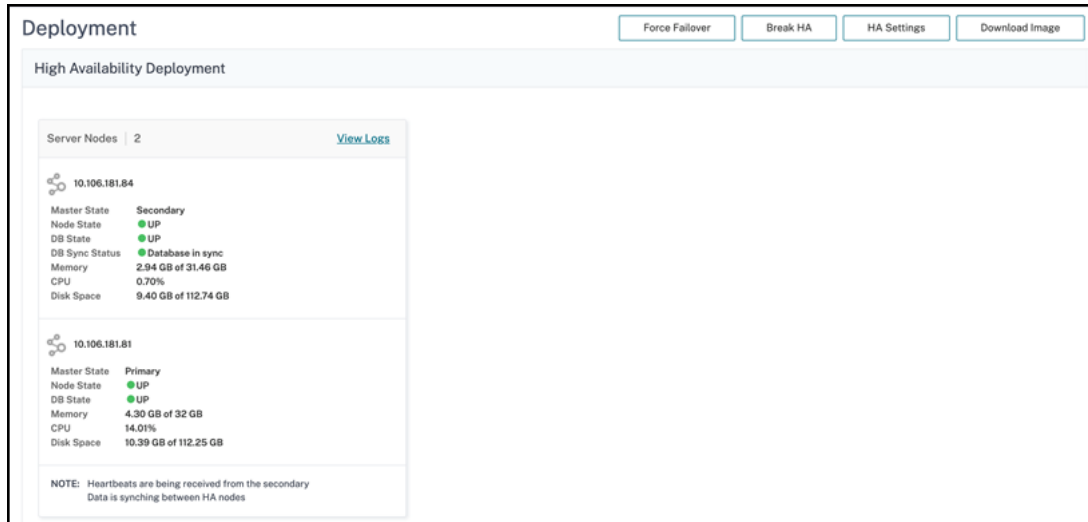 Deployment
Force Failover
Break HA
HA Settings
Download Image
High Availability Deployment
Server Nodes 2 View Logs
10.106.181.84
Master State Secondary
Node State UP
DB State UP
DB Sync Status Database in sync
Memory 2.94 GB of 31.46 GB
CPU 0.70%
Disk Space 9.40 GB of 112.74 GB
10.106.181.81
Master State Primary
Node State UP
DB State UP
Memory 4.30 GB of 32 GB
CPU 14.01%
Disk Space 10.39 GB of 112.25 GB
NOTE: Heartbeats are being received from the secondary
Data is synching between HA nodes